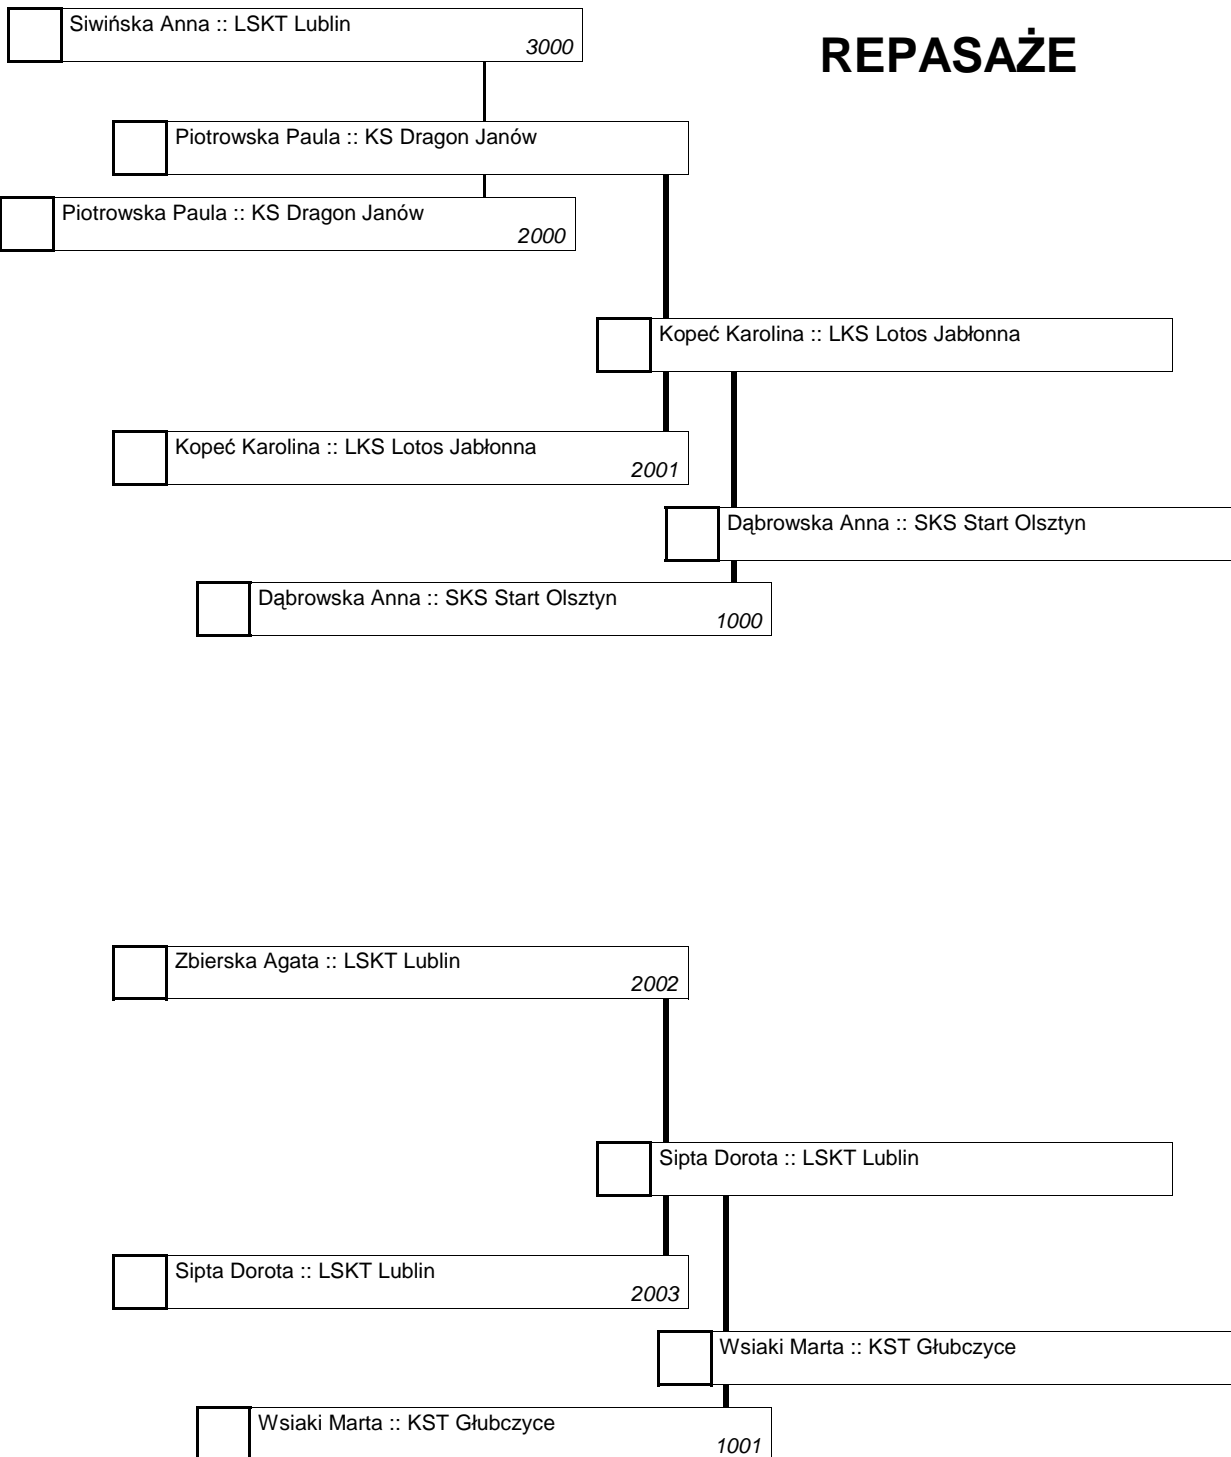 Siwińska Anna :: LSKT Lublin
3000
REPASAŻE
Piotrowska Paula :: KS Dragon Janów
Piotrowska Paula :: KS Dragon Janów
2000
Kopeć Karolina :: LKS Lotos Jabłonna
Kopeć Karolina :: LKS Lotos Jabłonna
2001
Dąbrowska Anna :: SKS Start Olsztyn
Dąbrowska Anna :: SKS Start Olsztyn
1000
Zbierska Agata :: LSKT Lublin
2002
Sipta Dorota :: LSKT Lublin
Sipta Dorota :: LSKT Lublin
2003
Wsiaki Marta :: KST Głubczyce
Wsiaki Marta :: KST Głubczyce
1001